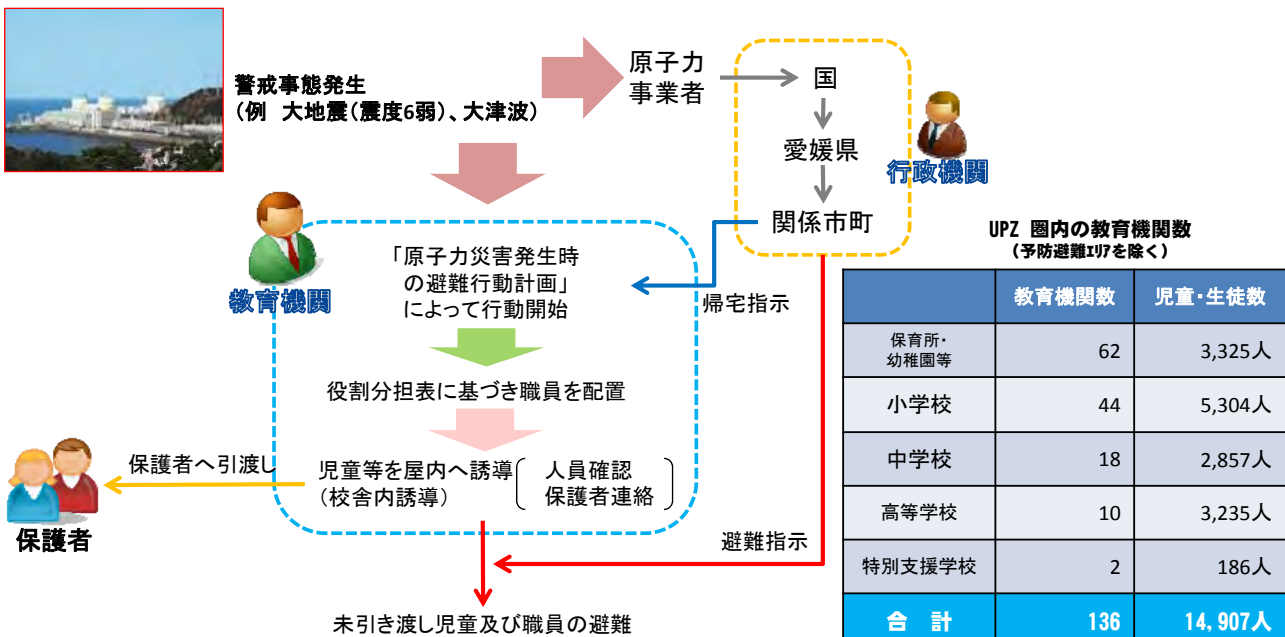 警戒事態発生
(例 大地震(震度6弱)、大津波)
原子力
事業者
国
愛媛県
関係市町
行政機関
教育機関
「原子力災害発生時
の避難行動計画」
によって行動開始
帰宅指示
役割分担表に基づき職員を配置
保護者へ引渡し
児童等を屋内へ誘導
(校舎内誘導)
人員確認
保護者連絡
保護者
避難指示
未引き渡し児童及び職員の避難
UPZ 圏内の教育機関数
(予防避難エリアを除く)
教育機関数 児童・生徒数
保育所・
幼稚園等 62 3,325人
小学校 44 5,304人
中学校 18 2,857人
高等学校 10 3,235人
特別支援学校 2 186人
合 計 136 14,907人